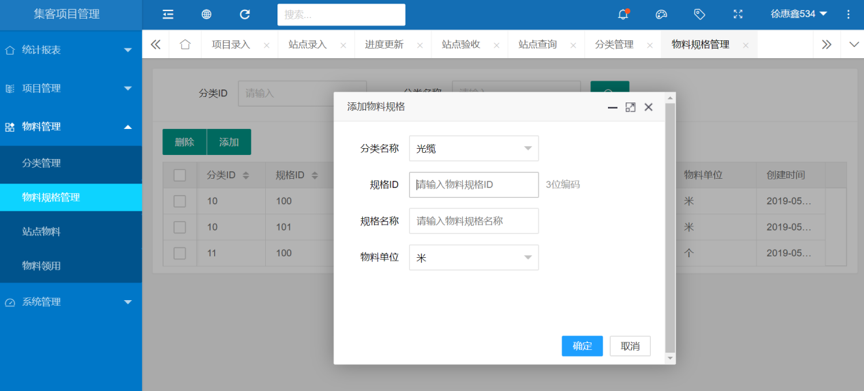 集客项目管理
搜索...
徐惠鑫534
统计报表
项目管理
物料管理
分类管理
物料规格管理
站点物料
物料领用
系统管理
项目录入
站点录入
进度更新
站点验收
站点查询
分类管理
物料规格管理
分类ID
请输入
分类名称
删除
添加
分类ID
规格ID
物料单位
创建时间
10
100
米
2019-05...
10
101
米
2019-05...
11
100
个
2019-05...
添加物料规格
分类名称
光缆
规格ID
请输入物料规格ID
3位编码
规格名称
请输入物料规格名称
物料单位
米
确定
取消